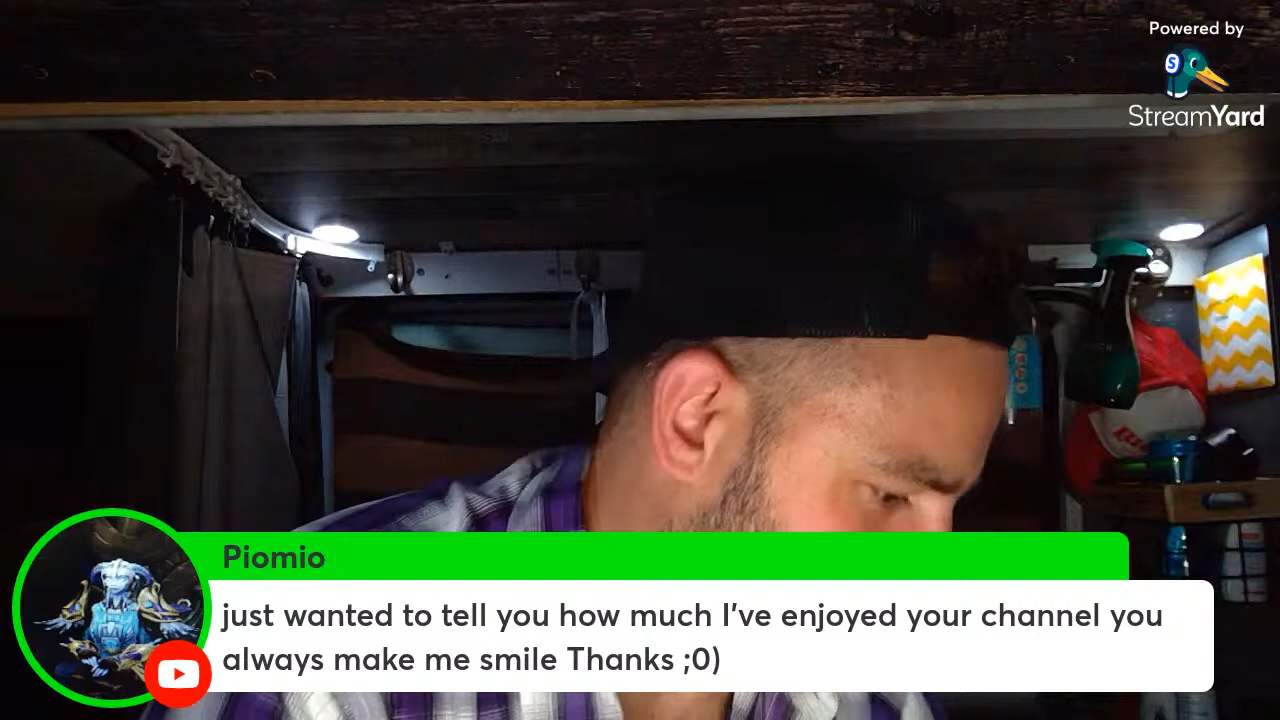 Powered by
StreamYard
Piomio
just wanted to tell you how much I've enjoyed your channel you
always make me smile Thanks ;0)